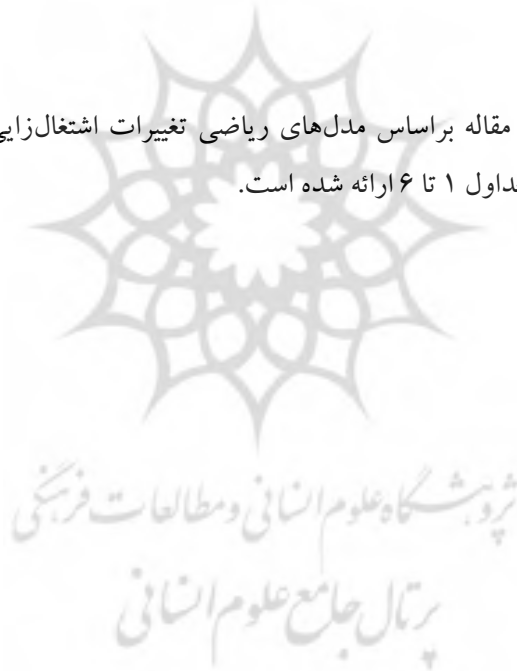 مقاله براساس مدل‌های ریاضی تغییرات اشتغال‌زایی
داول ۱ تا ۶ ارائه شده است.
پژوهشگاه علوم انسانی و مطالعات فرهنگی
پرتال جامع علوم انسانی